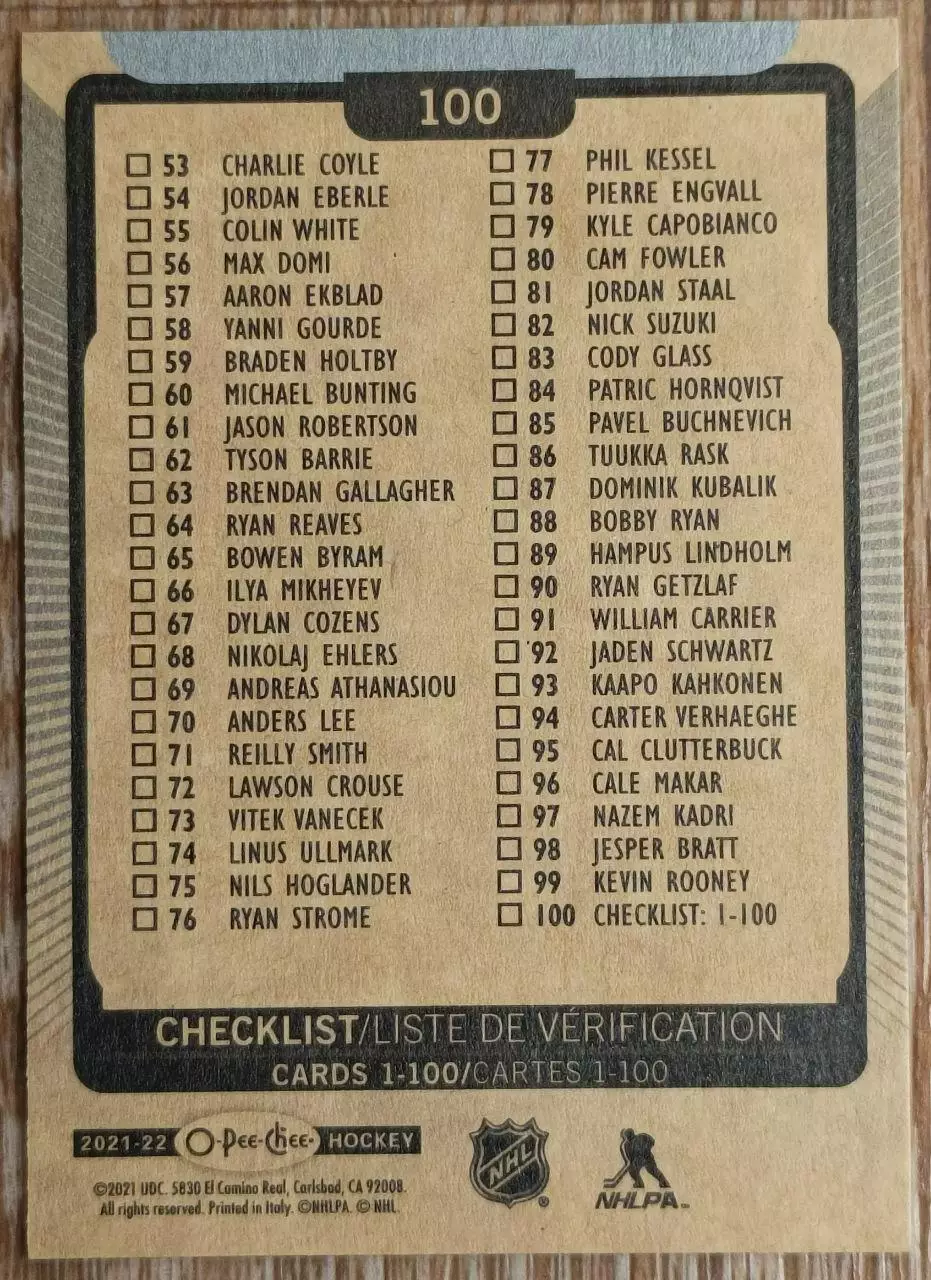 100
53 CHARLIE COYLE
54 JORDAN EBERLE
55 COLIN WHITE
56 MAX DOMI
57 AARON EKBLAD
58 YANNI GOURDE
59 BRADEN HOLTBY
60 MICHAEL BUNTING
61 JASON ROBERTSON
62 TYSON BARRIE
63 BRENDAN GALLAGHER
64 RYAN REAVES
65 BOWEN BYRAM
66 ILYA MIKHEYEV
67 DYLAN COZENS
68 NIKOLAJ EHLERS
69 ANDREAS ATHANASIOU
70 ANDERS LEE
71 REILLY SMITH
72 LAWSON CROUSE
73 VITEK VANECEK
74 LINUS ULLMARK
75 NILS HOGLANDER
76 RYAN STROME
77 PHIL KESSEL
78 PIERRE ENGVALL
79 KYLE CAPOBIANCO
80 CAM FOWLER
81 JORDAN STAAL
82 NICK SUZUKI
83 CODY GLASS
84 PATRIC HORNQVIST
85 PAVEL BUCHNEVICH
86 TUUKKA RASK
87 DOMINIK KUBALIK
88 BOBBY RYAN
89 HAMPUS LINDHOLM
90 RYAN GETZLAF
91 WILLIAM CARRIER
92 JADEN SCHWARTZ
93 KAAPO KAHKONEN
94 CARTER VERHAEGHE
95 CAL CLUTTERBUCK
96 CALE MAKAR
97 NAZEM KADRI
98 JESPER BRATT
99 KEVIN ROONEY
100 CHECKLIST: 1-100
CHECKLIST/LISTE DE VÉRIFICATION
CARDS 1-100/CARTES 1-100
2021-22 O-Pee-Chee HOCKEY
©2021 UDC. 5830 El Camino Real, Carlsbad, CA 92008.
All rights reserved. Printed in Italy. ©NHLPA. © NHL.
NHL ®
NHLPA™